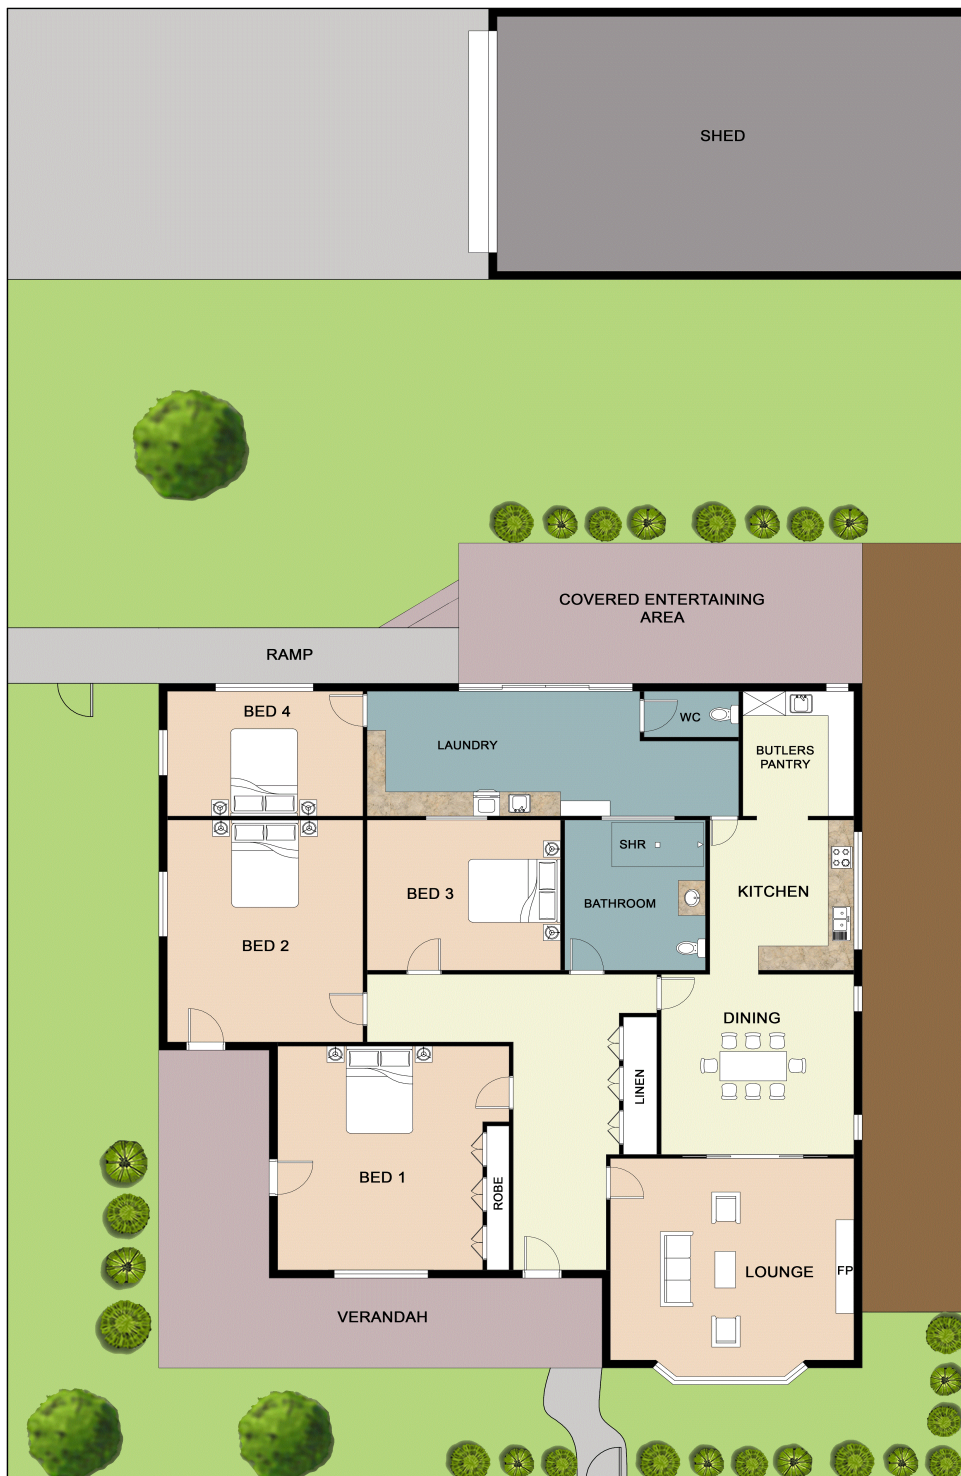 SHED
COVERED ENTERTAINING
AREA
RAMP
BED 4
WC
LAUNDRY
BUTLERS
PANTRY
SHR
BED 3
KITCHEN
BATHROOM
BED 2
DINING
LINEN
BED 1
ROBE
LOUNGE
FP
VERANDAH